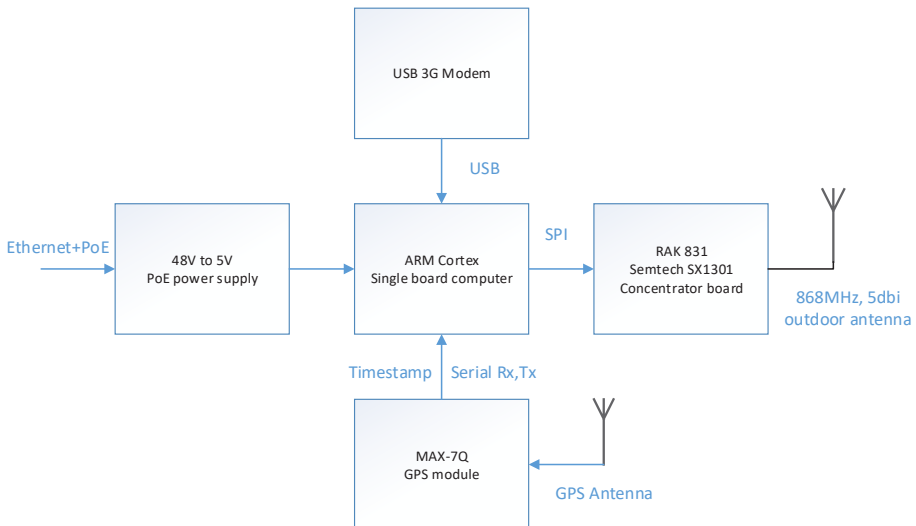 USB 3G Modem
USB
Ethernet+PoE
48V to 5V
PoE power supply
ARM Cortex
Single board computer
SPI
RAK 831
Semtech SX1301
Concentrator board
868MHz, 5dbi
outdoor antenna
Timestamp
Serial Rx,Tx
MAX-7Q
GPS module
GPS Antenna